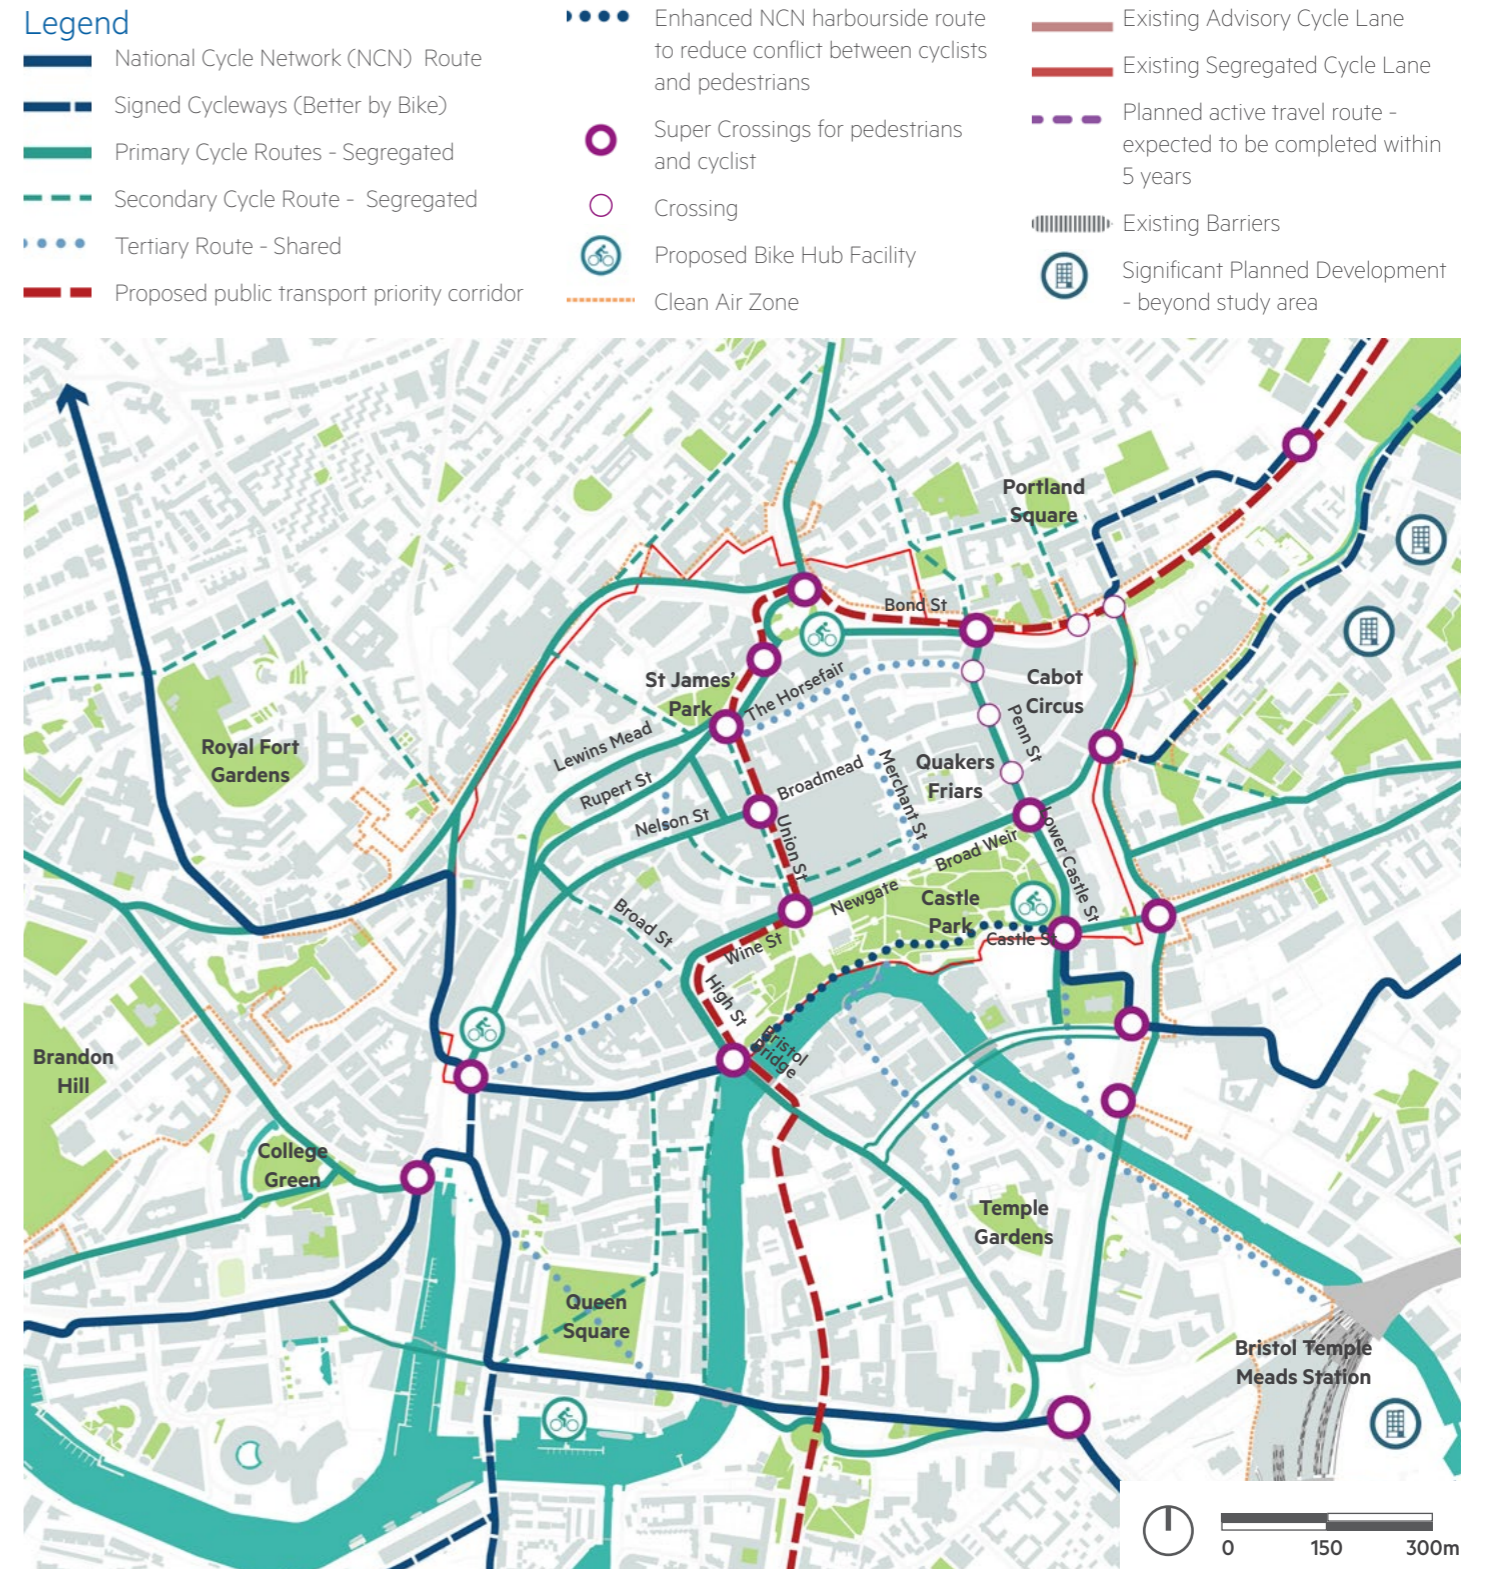 Legend
National Cycle Network (NCN) Route
Signed Cycleways (Better by Bike)
Primary Cycle Routes - Segregated
Secondary Cycle Route - Segregated
Tertiary Route - Shared
Proposed public transport priority corridor
Enhanced NCN harbourside route
to reduce conflict between cyclists
and pedestrians
Super Crossings for pedestrians
and cyclist
Crossing
Proposed Bike Hub Facility
Clean Air Zone
Existing Advisory Cycle Lane
Existing Segregated Cycle Lane
Planned active travel route -
expected to be completed within
5 years
Existing Barriers
Significant Planned Development
- beyond study area
Portland
Square
Bond St
St James'
Park
The Horsefair
Cabot
Circus
Penn St
Lewins Mead
Royal Fort
Gardens
Rupert St
Broadmead
Merchant St
Quakers
Friars
Nelson St
Union St
Broad Weir
Lower Castle St
Newgate
Castle
Park
Broad St
Wine St
Castle St
High St
Bristol
Bridge
Brandon
Hill
College
Green
Temple
Gardens
Queen
Square
Bristol Temple
Meads Station
0 150 300m